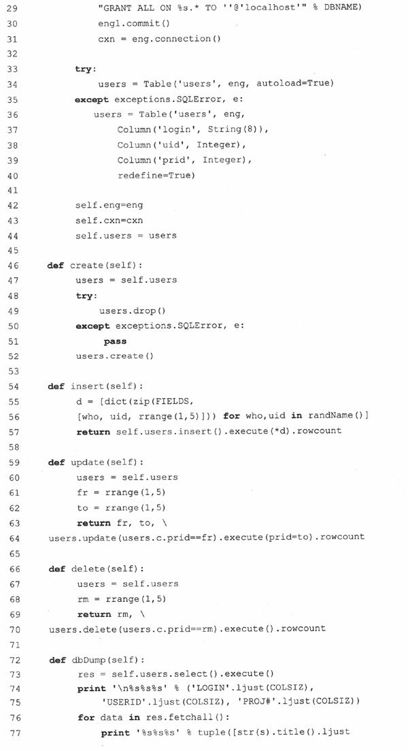 29 "GRANT ALL ON %s.* TO ''@'localhost'" % DBNAME)
30 eng1.commit()
31 cxn = eng.connection()
32
33 try:
34 users = Table('users', eng, autoload=True)
35 except exceptions.SQLError, e:
36 users = Table('users', eng,
37 Column('login', String(8)),
38 Column('uid', Integer),
39 Column('prid', Integer),
40 redefine=True)
41
42 self.eng=eng
43 self.cxn=cxn
44 self.users = users
45
46 def create(self):
47 users = self.users
48 try:
49 users.drop()
50 except exceptions.SQLError, e:
51 pass
52 users.create()
53
54 def insert(self):
55 d = [dict(zip(FIELDS,
56 [who, uid, rrange(1,5)])) for who,uid in randName()]
57 return self.users.insert().execute(*d).rowcount
58
59 def update(self):
60 users = self.users
61 fr = rrange(1,5)
62 to = rrange(1,5)
63 return fr, to, \
64 users.update(users.c.prid==fr).execute(prid=to).rowcount
65
66 def delete(self):
67 users = self.users
68 rm = rrange(1,5)
69 return rm, \
70 users.delete(users.c.prid==rm).execute().rowcount
71
72 def dbDump(self):
73 res = self.users.select().execute()
74 print '\n%s%s%s' % ('LOGIN'.ljust(COLSIZ),
75 'USERID'.ljust(COLSIZ), 'PROJ#'.ljust(COLSIZ))
76 for data in res.fetchall():
77 print '%s%s%s' % tuple([str(s).title().ljust